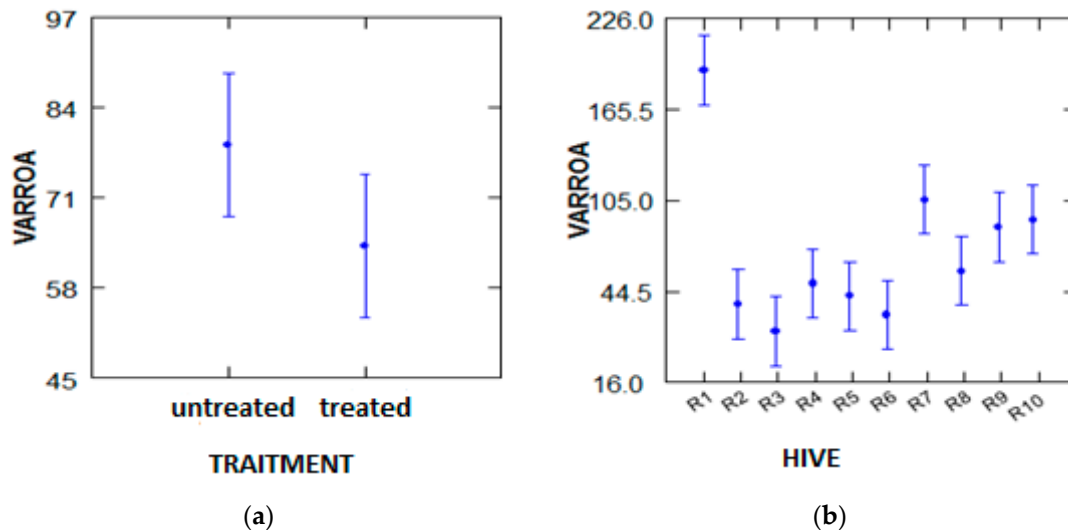 97
84
71
58
45
VARROA
untreated treated
TRAITMENT
(a)
226.0
165.5
105.0
44.5
16.0
VARROA
R1 R2 R3 R4 R5 R6 R7 R8 R9 R10
HIVE
(b)